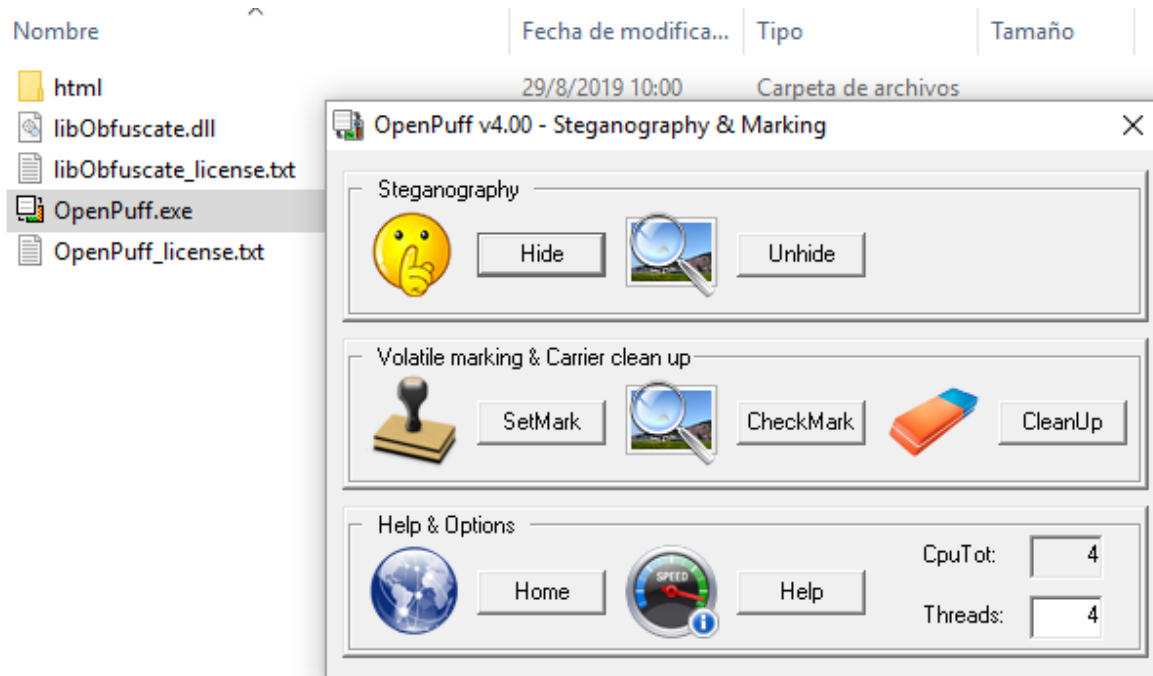 Nombre Fecha de modifica... Tipo Tamaño
html 29/8/2019 10:00 Carpeta de archivos
libObfuscate.dll
libObfuscate_license.txt
OpenPuff.exe
OpenPuff_license.txt
OpenPuff v4.00 - Steganography & Marking
Steganography
Hide Unhide
Volatile marking & Carrier clean up
SetMark CheckMark CleanUp
Help & Options
CpuTot: 4
Home SPEED Help
Threads: 4